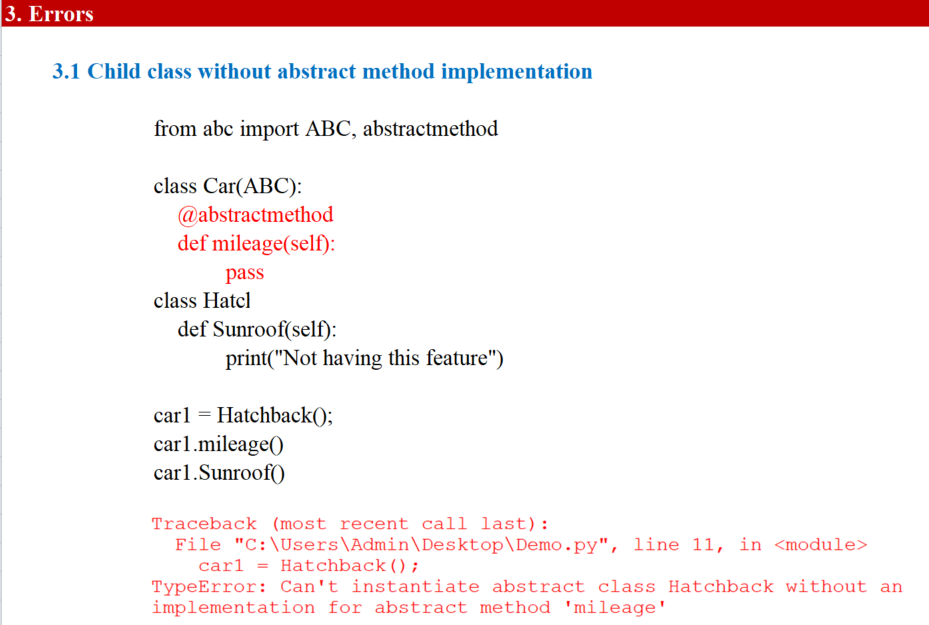 3. Errors
3.1 Child class without abstract method implementation
from abc import ABC, abstractmethod
class Car(ABC):
@abstractmethod
def mileage(self):
pass
class
def Sunroof(self):
print("Not having this feature")
car1 = Hatchback();
car1.mileage()
car1.Sunroof()
Traceback (most recent call last):
File "C:\Users\Admin\Desktop\Demo.py", line 11, in <module>
car1 = Hatchback();
TypeError: Can't instantiate abstract class Hatchback without an
implementation for abstract method 'mileage'